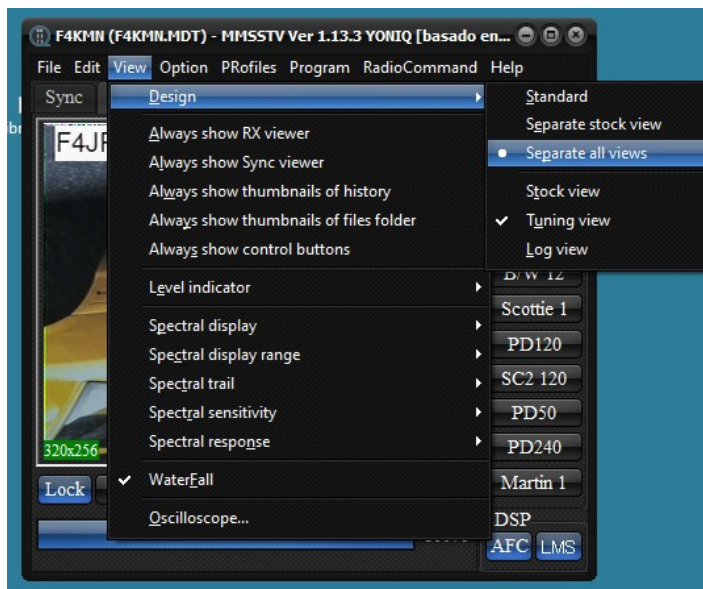 F4KMN (F4KMN.MDT) - MMSSTV Ver 1.13.3 YONIQ [basado en...
File Edit View Option PRofiles Program RadioCommand Help
Sync
Design
Always show RX viewer
Always show Sync viewer
Always show thumbnails of history
Always show thumbnails of files folder
Always show control buttons
Level indicator
Spectral display
Spectral display range
Spectral trail
Spectral sensitivity
Spectral response
WaterFall
Oscilloscope...
Standard
Separate stock view
Separate all views
Stock view
Tuning view
Log view
B/W 12
Scottie 1
PD120
SC2 120
PD50
PD240
Martin 1
320x256
Lock
DSP
AFC LMS